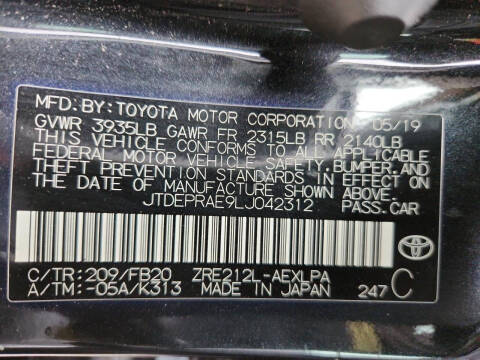 MFD. BY: TOYOTA MOTOR CORPORATION 05/19
GVWR 3935LB GAWR FR 2315LB RR 2140LB
THIS VEHICLE CONFORMS TO ALL APPLICABLE
FEDERAL MOTOR VEHICLE SAFETY, BUMPER, AND
THEFT PREVENTION STANDARDS IN EFFECT ON
THE DATE OF MANUFACTURE SHOWN ABOVE.
JTDEPRAE9LJ042312 PASS.CAR
C/TR: 209/FB20 ZRE212L-AEXLPA
A/TM: -05A/K313 MADE IN JAPAN 247 C